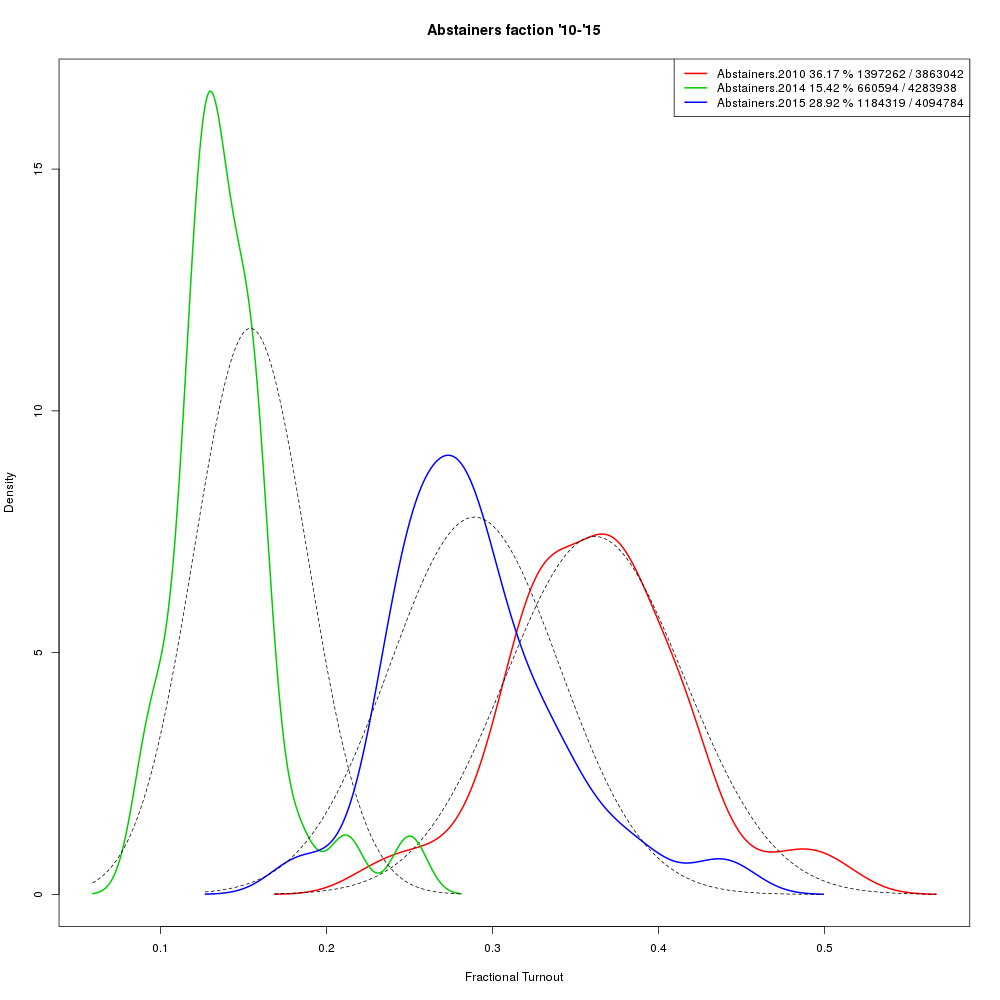 Abstainers faction '10-'15
Abstainers.2010 36.17 % 1397262 / 3863042
Abstainers.2014 15.42 % 660594 / 4283938
Abstainers.2015 28.92 % 1184319 / 4094784
Density
15
10
5
0
0.1 0.2 0.3 0.4 0.5
Fractional Turnout